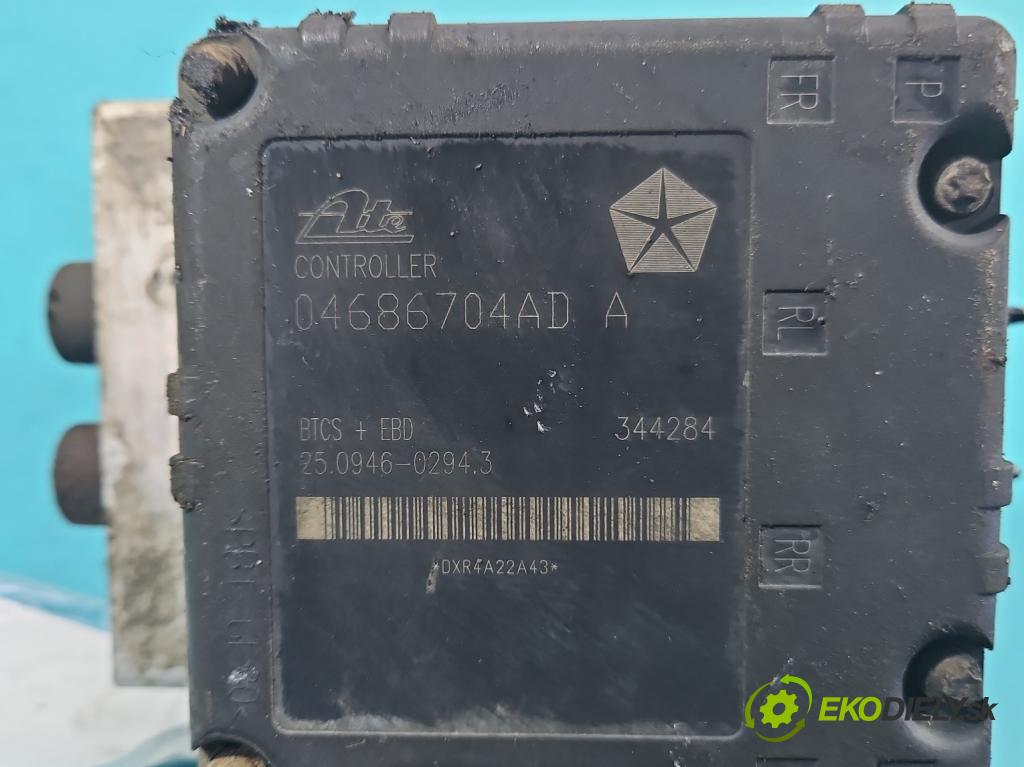 FR
P
Ate
CONTROLLER
04686704AD A
RL
BTCS + EBD
344284
25.0946-0294.3
RR
*DXR4A22A43*
EKODIELY.sk